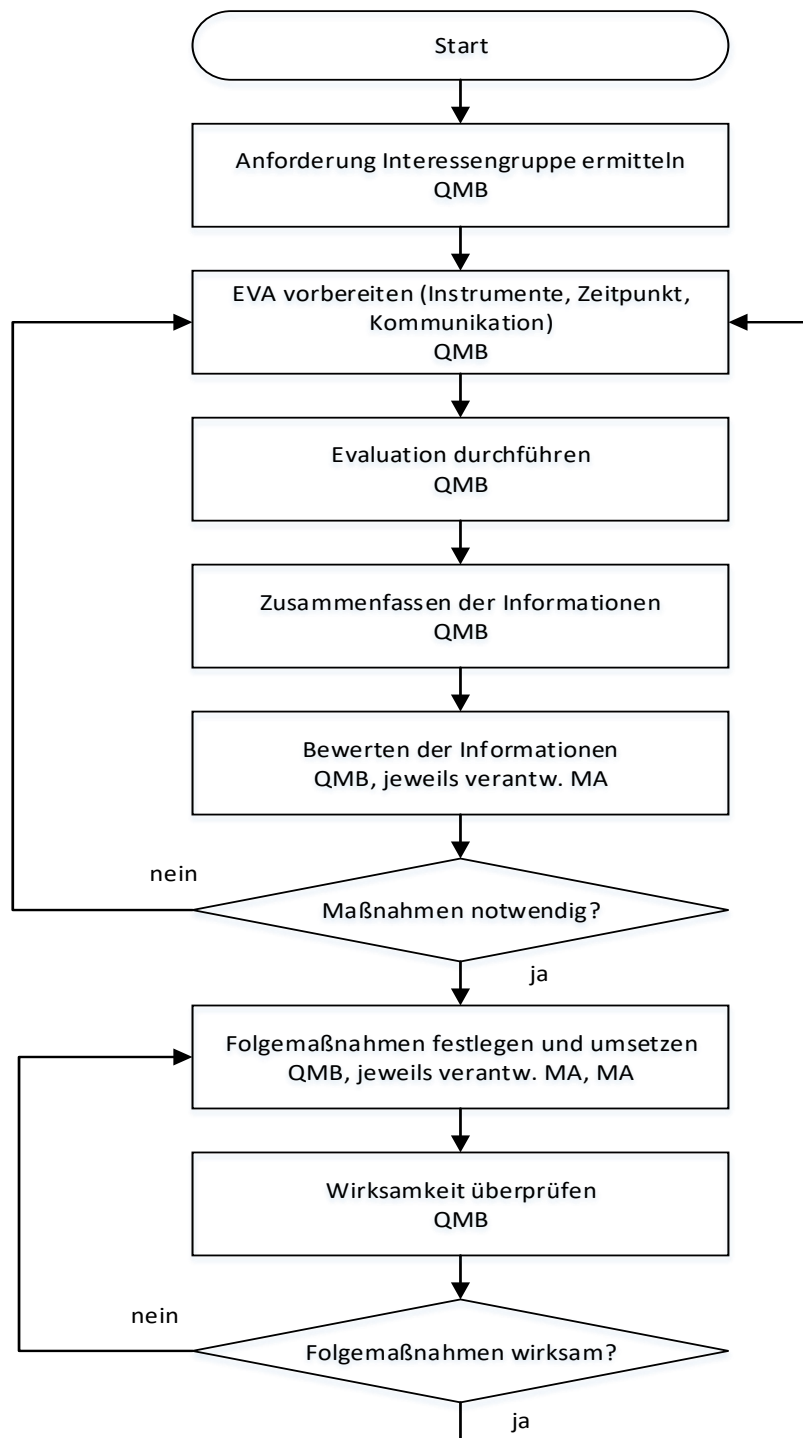 Start
Anforderung Interessengruppe ermitteln
QMB
EVA vorbereiten (Instrumente, Zeitpunkt,
Kommunikation)
QMB
Evaluation durchführen
QMB
Zusammenfassen der Informationen
QMB
Bewerten der Informationen
QMB, jeweils verantw. MA
nein
Maßnahmen notwendig?
ja
Folgemaßnahmen festlegen und umsetzen
QMB, jeweils verantw. MA, MA
Wirksamkeit überprüfen
QMB
nein
Folgemaßnahmen wirksam?
ja